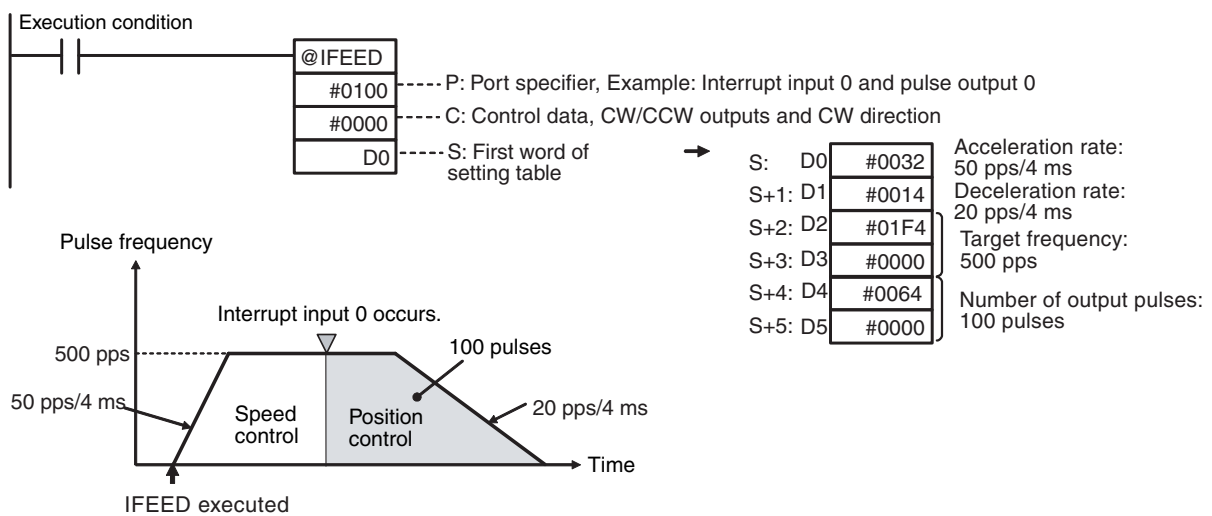 Execution condition
@IFEED
#0100
P: Port specifier, Example: Interrupt input 0 and pulse output 0
#0000
C: Control data, CW/CCW outputs and CW direction
D0
S: First word of
setting table
S: D0 #0032
Acceleration rate:
50 pps/4 ms
S+1: D1 #0014
Deceleration rate:
20 pps/4 ms
S+2: D2 #01F4
S+3: D3 #0000
Target frequency:
500 pps
S+4: D4 #0064
S+5: D5 #0000
Number of output pulses:
100 pulses
Pulse frequency
Interrupt input 0 occurs.
500 pps
100 pulses
50 pps/4 ms
Speed
control
Position
control
20 pps/4 ms
Time
IFEED executed